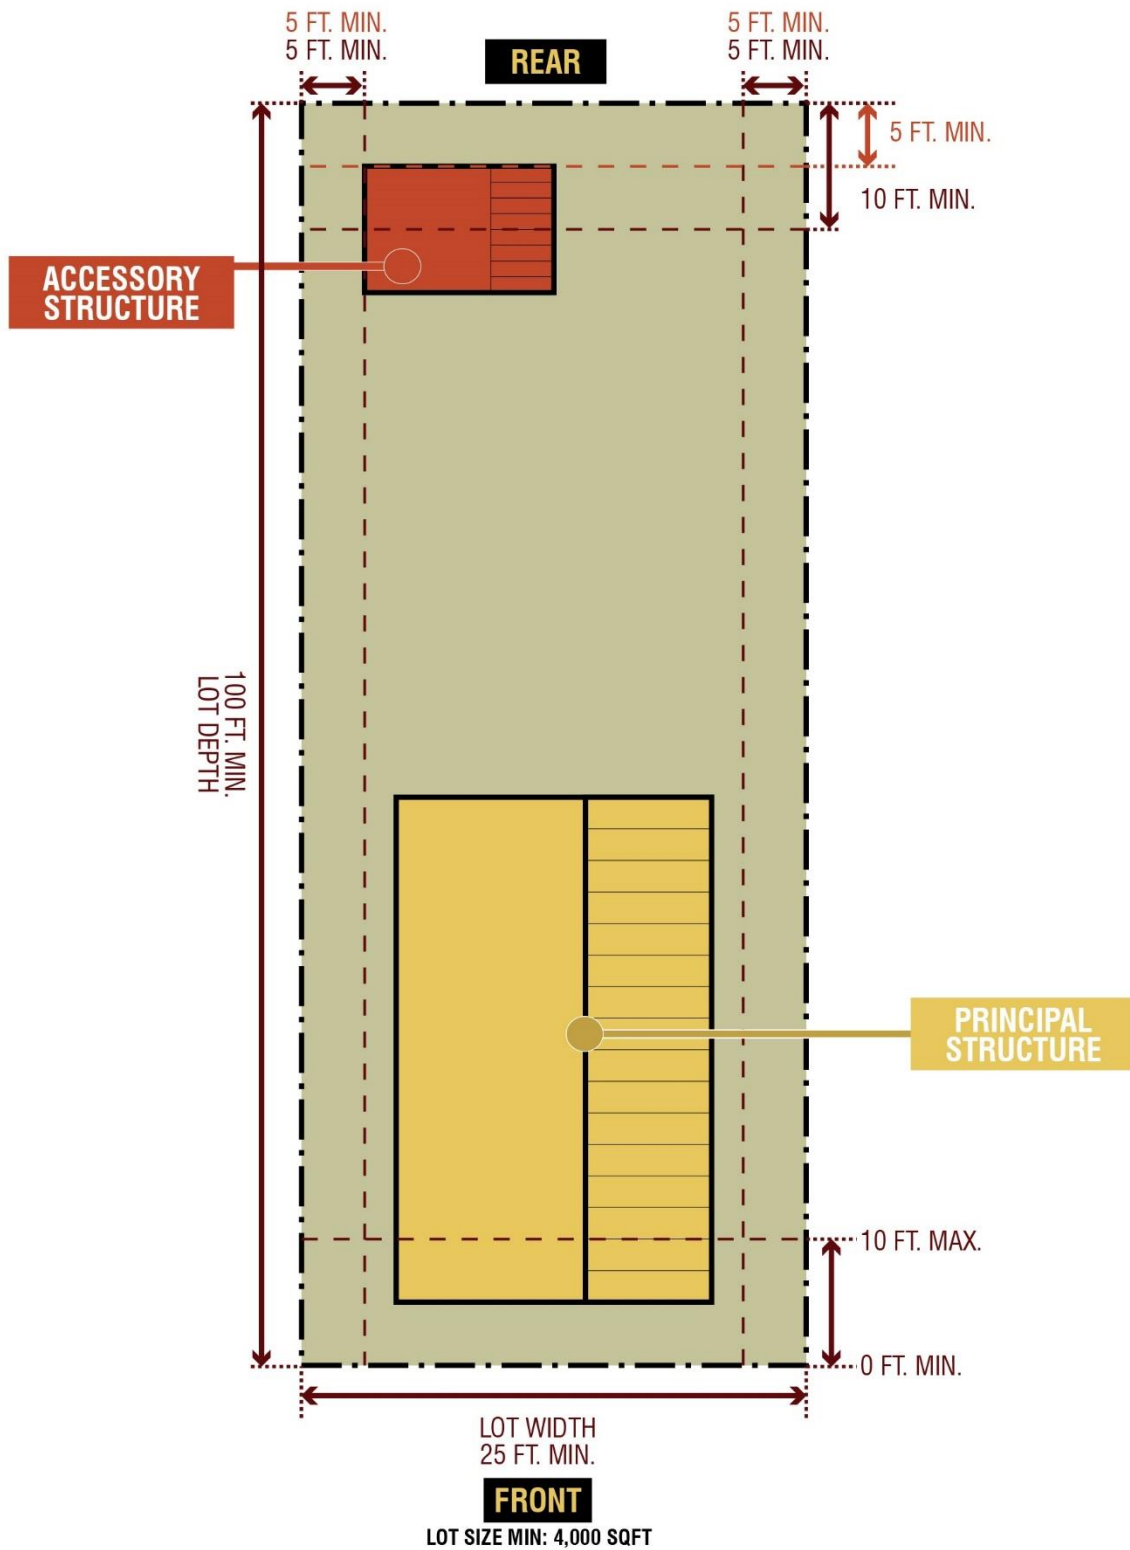 5 FT. MIN.
5 FT. MIN.
5 FT. MIN.
5 FT. MIN.
REAR
5 FT. MIN.
10 FT. MIN.
ACCESSORY
STRUCTURE
100 FT. MIN.
LOT DEPTH
PRINCIPAL
STRUCTURE
10 FT. MAX.
0 FT. MIN.
LOT WIDTH
25 FT. MIN.
FRONT
LOT SIZE MIN: 4,000 SQFT